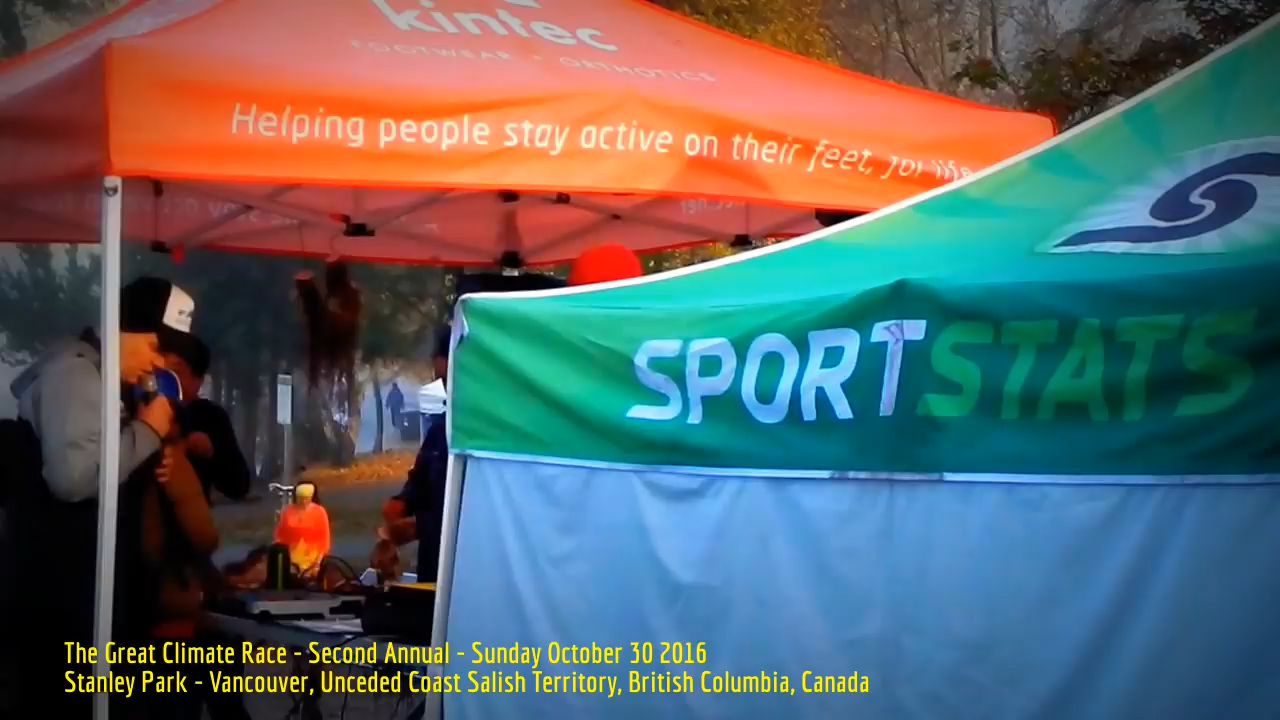 kintec
FOOTWEAR • ORTHOTICS
Helping people stay active on their feet, for life
SPORTSTATS
The Great Climate Race - Second Annual - Sunday October 30 2016
Stanley Park - Vancouver, Unceded Coast Salish Territory, British Columbia, Canada